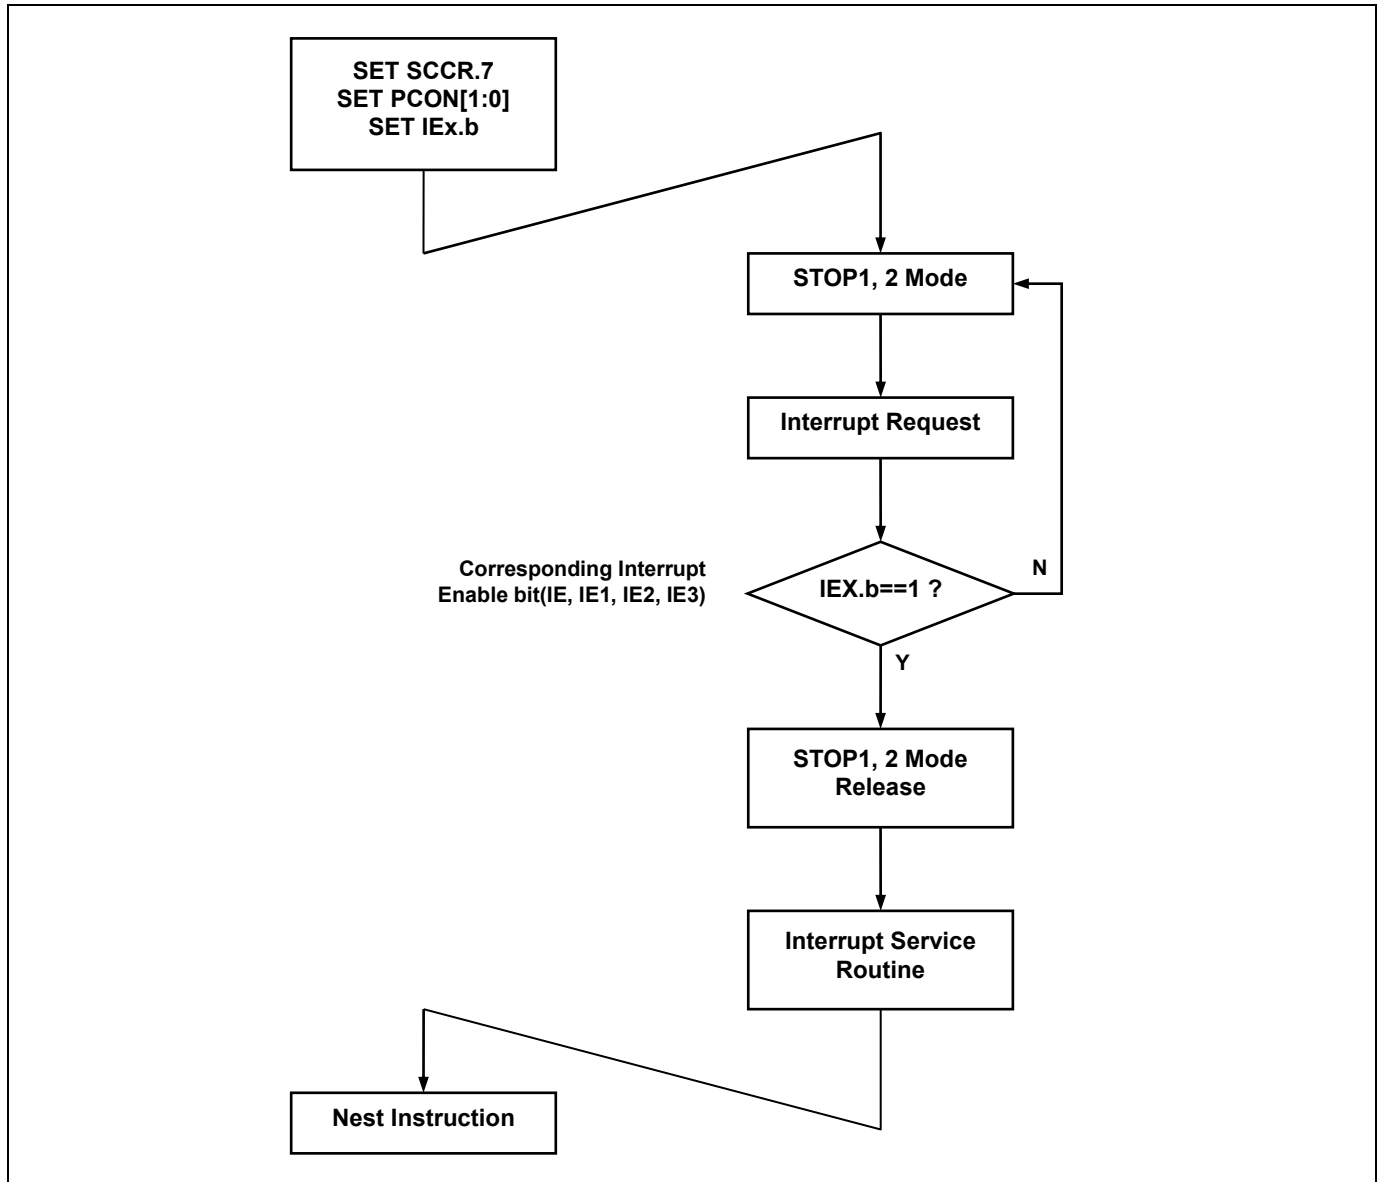 SET SCCR.7
SET PCON[1:0]
SET IEx.b
STOP1, 2 Mode
Interrupt Request
Corresponding Interrupt
Enable bit(IE, IE1, IE2, IE3)
IEX.b==1 ?
N
Y
STOP1, 2 Mode
Release
Interrupt Service
Routine
Nest Instruction